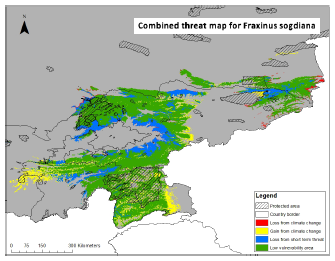 N
Combined threat map for Fraxinus sogdiana
Legend
Protected area
Country border
Loss from climate change
Gain from climate change
Loss from short term threat
Low vulnerability area
0 75 150 300 Kilometers